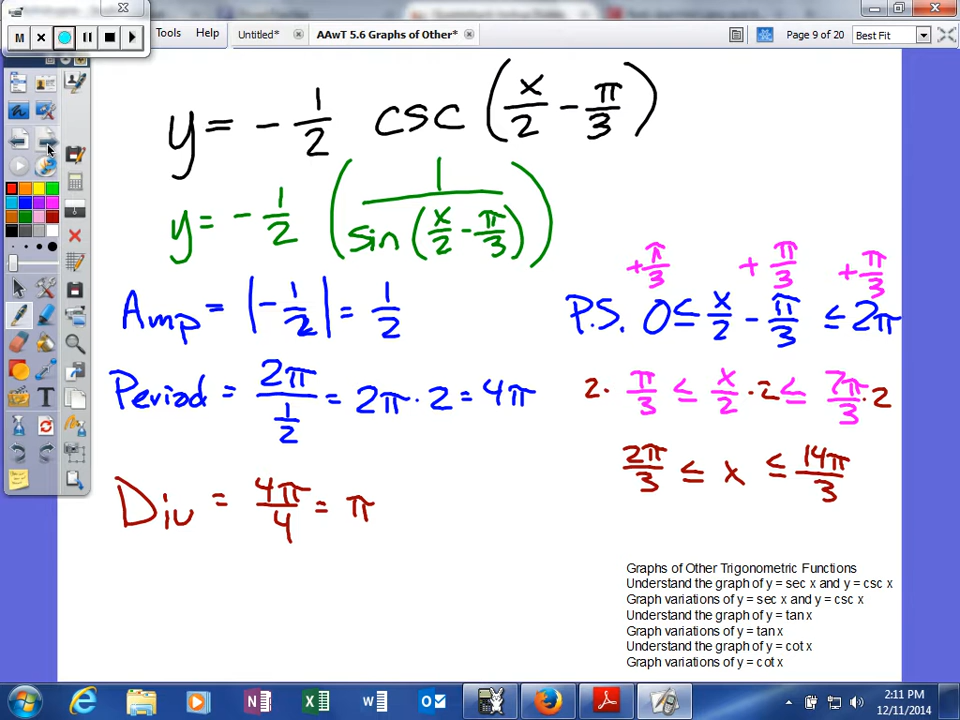 M
Tools Help Untitled* AAwT 5.6 Graphs of Other* Page 9 of 20 Best Fit
y = - 1/2 csc (x/2 - π/3)
y = - 1/2 (1/sin(x/2 - π/3))
+π/3 + π/3 + π/3
Amp = |-1/2| = 1/2
P.S. 0 ≤ x/2 - π/3 ≤ 2π
Period = 2π/(1/2) = 2π · 2 = 4π
2· π/3 ≤ x/2 ·2 ≤ 7π/3 ·2
2π/3 ≤ x ≤ 14π/3
Div = 4π/4 = π
Graphs of Other Trigonometric Functions
Understand the graph of y = sec x and y = csc x
Graph variations of y = sec x and y = csc x
Understand the graph of y = tan x
Graph variations of y = tan x
Understand the graph of y = cot x
Graph variations of y = cot x
2:11 PM
12/11/2014